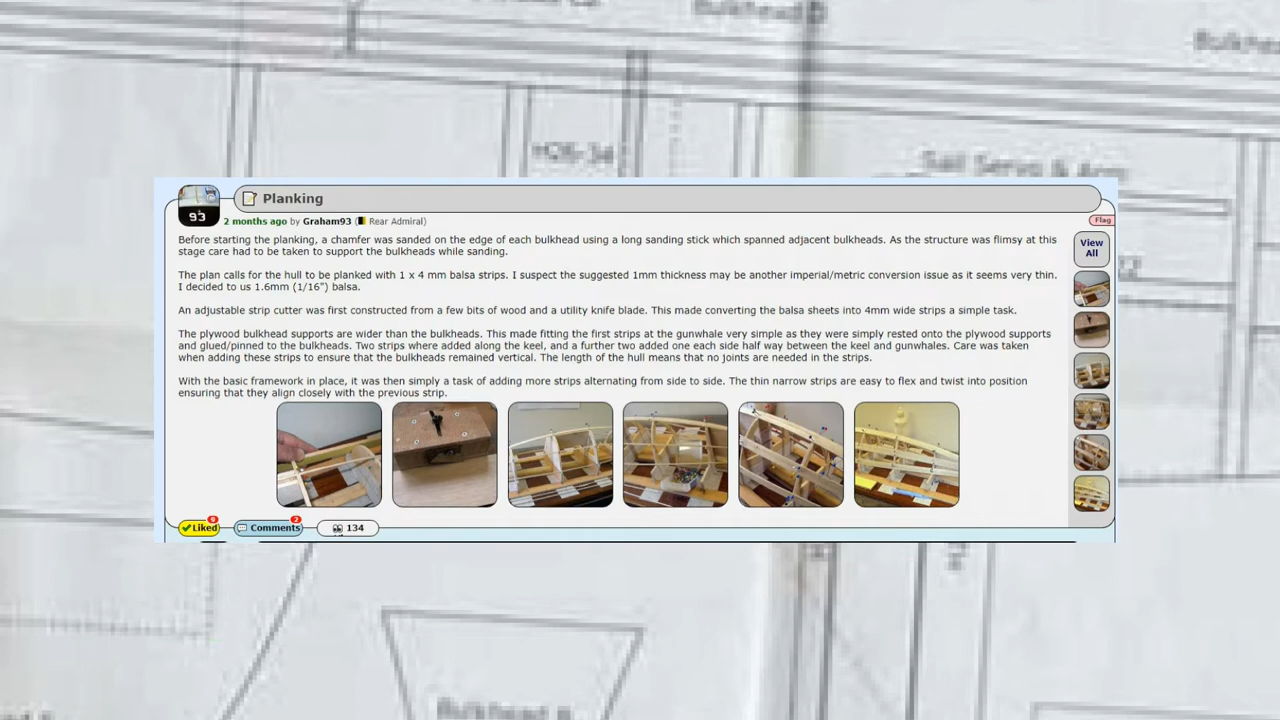 Bulkhead
H26-34
Sail Servo & Arm
Planking
93
2 months ago by Graham93 ( Rear Admiral)
Flag
Before starting the planking, a chamfer was sanded on the edge of each bulkhead using a long sanding stick which spanned adjacent bulkheads. As the structure was flimsy at this
stage care had to be taken to support the bulkheads while sanding.
View
All
The plan calls for the hull to be planked with 1 x 4 mm balsa strips. I suspect the suggested 1mm thickness may be another imperial/metric conversion issue as it seems very thin.
I decided to us 1.6mm (1/16") balsa.
An adjustable strip cutter was first constructed from a few bits of wood and a utility knife blade. This made converting the balsa sheets into 4mm wide strips a simple task.
The plywood bulkhead supports are wider than the bulkheads. This made fitting the first strips at the gunwhale very simple as they were simply rested onto the plywood supports
and glued/pinned to the bulkheads. Two strips where added along the keel, and a further two added one each side half way between the keel and gunwhales. Care was taken
when adding these strips to ensure that the bulkheads remained vertical. The length of the hull means that no joints are needed in the strips.
With the basic framework in place, it was then simply a task of adding more strips alternating from side to side. The thin narrow strips are easy to flex and twist into position
ensuring that they align closely with the previous strip.
Liked 9
Comments 2
134
Bulkhead